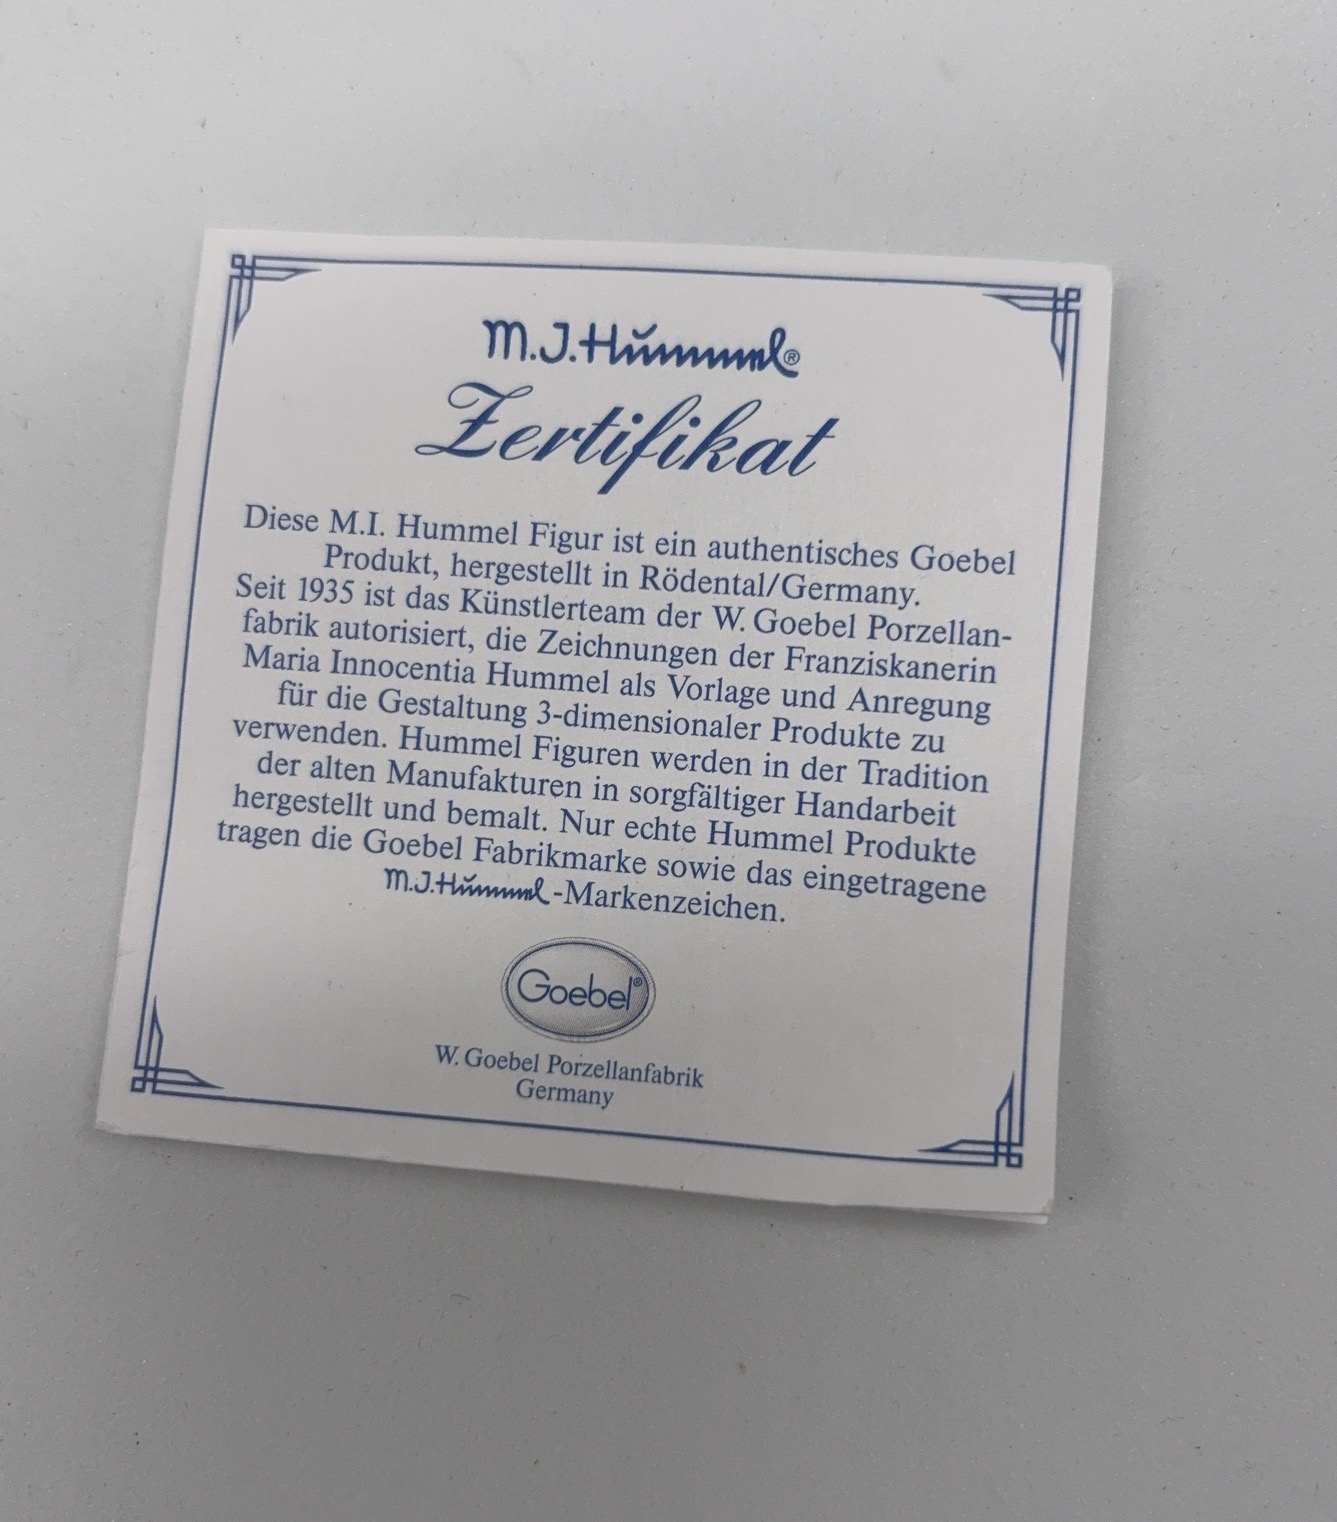 M.J.Hŭmmel®
Zertifikat
Diese M.I. Hummel Figur ist ein authentisches Goebel
Produkt, hergestellt in Rödental/Germany.
Seit 1935 ist das Künstlerteam der W. Goebel Porzellan-
fabrik autorisiert, die Zeichnungen der Franziskanerin
Maria Innocentia Hummel als Vorlage und Anregung
für die Gestaltung 3-dimensionaler Produkte zu
verwenden. Hummel Figuren werden in der Tradition
der alten Manufakturen in sorgfältiger Handarbeit
hergestellt und bemalt. Nur echte Hummel Produkte
tragen die Goebel Fabrikmarke sowie das eingetragene
M.J.Hŭmmel-Markenzeichen.
Goebel®
W. Goebel Porzellanfabrik
Germany